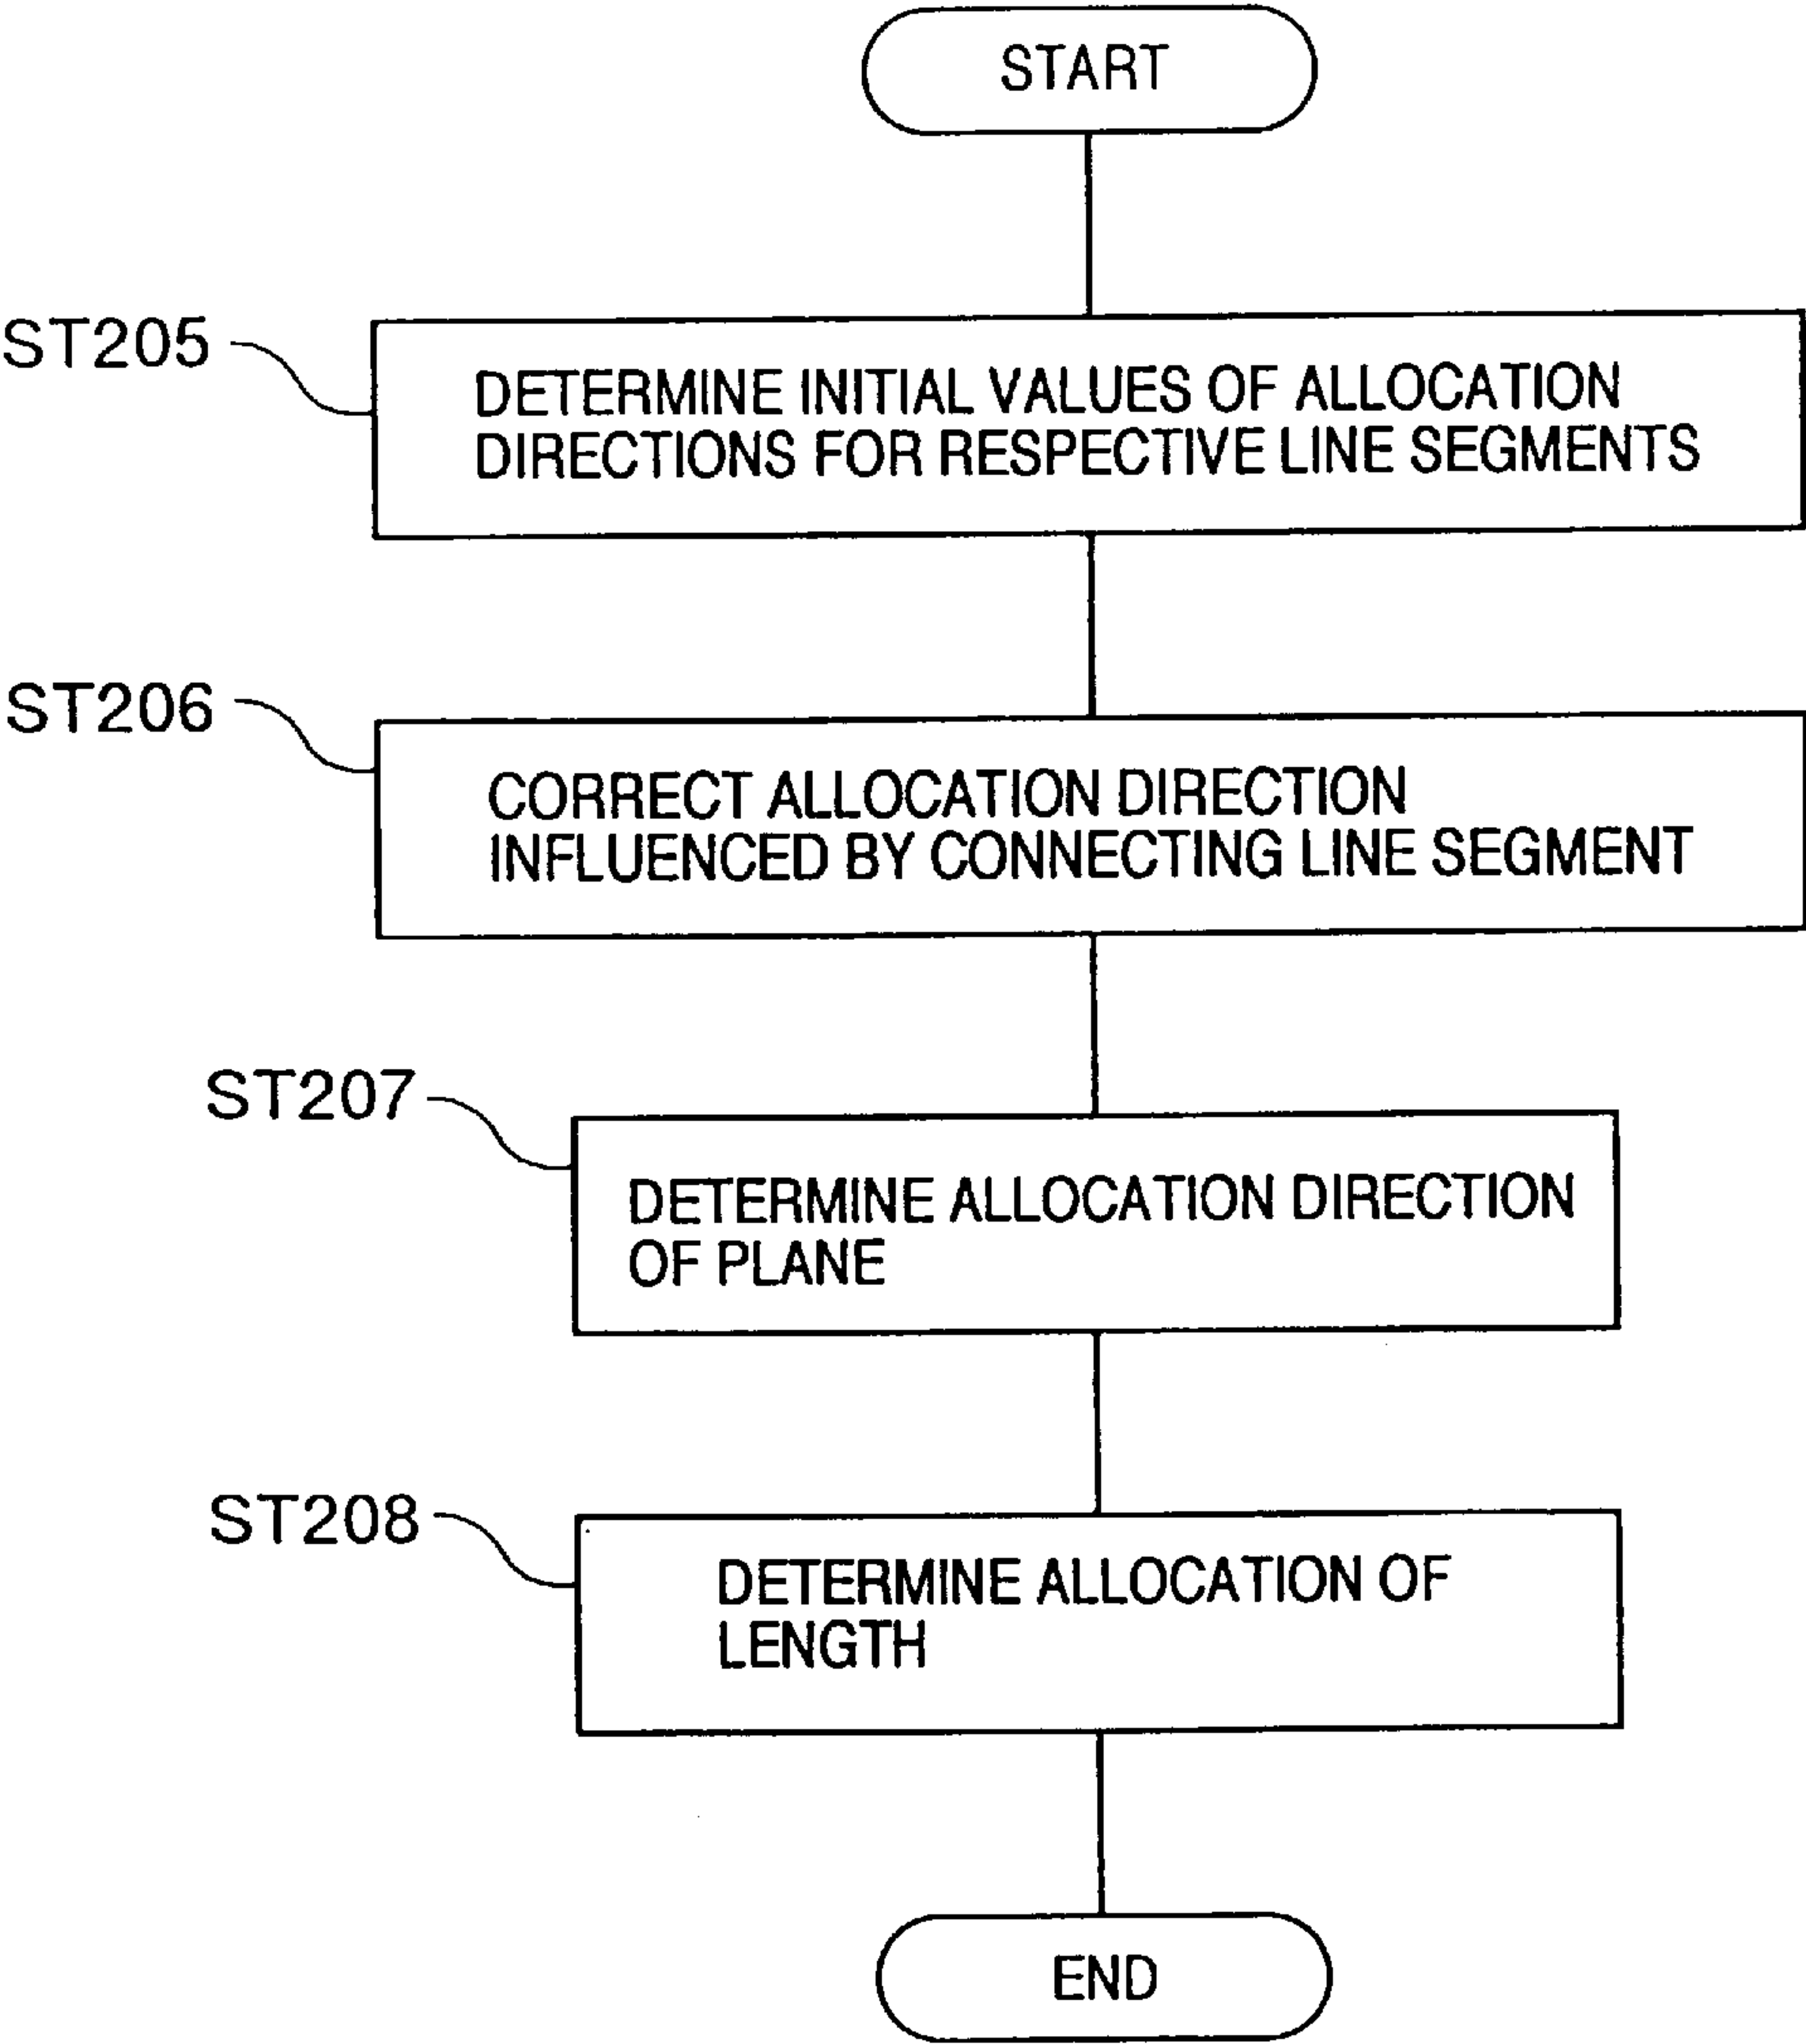 START
ST205
DETERMINE INITIAL VALUES OF ALLOCATION
DIRECTIONS FOR RESPECTIVE LINE SEGMENTS
ST206
CORRECT ALLOCATION DIRECTION
INFLUENCED BY CONNECTING LINE SEGMENT
ST207
DETERMINE ALLOCATION DIRECTION
OF PLANE
ST208
DETERMINE ALLOCATION OF
LENGTH
END